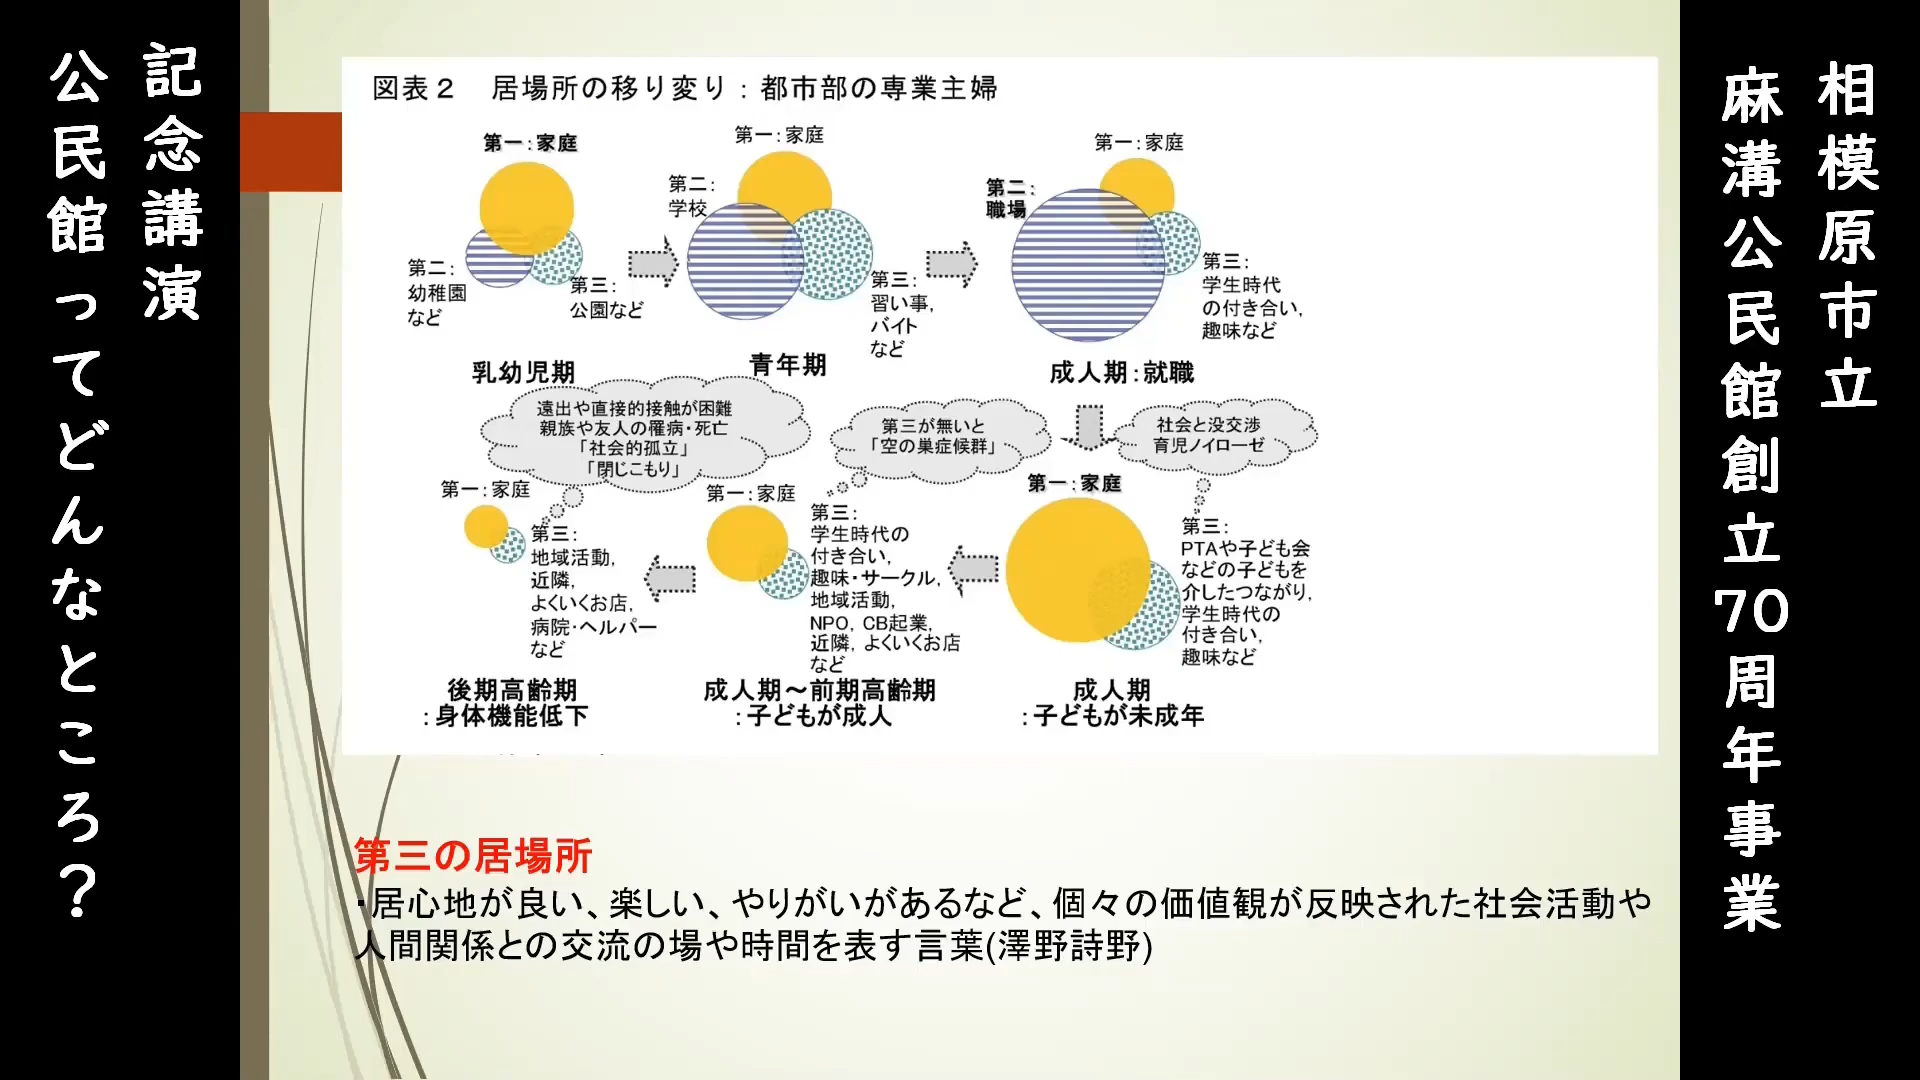 相模原市立
麻溝公民館創立70周年事業
記念講演
公民館ってどんなところ？
図表２　居場所の移り変り：都市部の専業主婦
第一：家庭
第二：
幼稚園
など
第三：
公園など
乳幼児期
第一：家庭
第二：
学校
第三：
習い事，
バイト
など
青年期
第一：家庭
第二：
職場
第三：
学生時代
の付き合い，
趣味など
成人期：就職
社会と没交渉
育児ノイローゼ
第一：家庭
第三：
PTAや子ども会
などの子どもを
介したつながり，
学生時代の
付き合い，
趣味など
成人期
：子どもが未成年
第三が無いと
「空の巣症候群」
第一：家庭
第三：
学生時代の
付き合い，
趣味・サークル，
地域活動，
NPO，CB起業，
近隣，よくいくお店
など
成人期～前期高齢期
：子どもが成人
遠出や直接的接触が困難
親族や友人の罹病・死亡
「社会的孤立」
「閉じこもり」
第一：家庭
第三：
地域活動，
近隣，
よくいくお店，
病院・ヘルパー
など
後期高齢期
：身体機能低下
第三の居場所
・居心地が良い、楽しい、やりがいがあるなど、個々の価値観が反映された社会活動や
人間関係との交流の場や時間を表す言葉(澤野詩野)